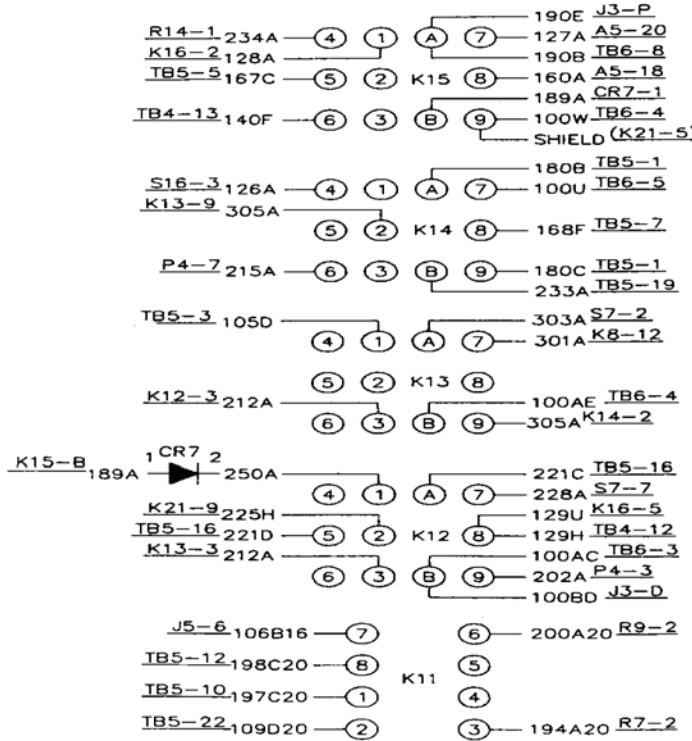 190E J3-P
R14-1 234A 4 1 A 7 127A A5-20
K16-2 128A 190B TB6-8
TB5-5 167C 5 2 K15 8 160A A5-18
189A CR7-1
TB4-13 140F 6 3 B 9 100W TB6-4
SHIELD (K21-5)
180B TB5-1
S16-3 126A 4 1 A 7 100U TB6-5
K13-9 305A
5 2 K14 8 168F TB5-7
P4-7 215A 6 3 B 9 180C TB5-1
233A TB5-19
TB5-3 105D 303A S7-2
4 1 A 7 301A K8-12
5 2 K13 8
K12-3 212A 100AE TB6-4
6 3 B 9 305A K14-2
K15-B 189A 1 CR7 2 250A 221C TB5-16
4 1 A 7 228A S7-7
K21-9 225H 129U K16-5
TB5-16 221D 5 2 K12 8 129H TB4-12
K13-3 212A 100AC TB6-3
6 3 B 9 202A P4-3
100BD J3-D
J5-6 106B16 7 6 200A20 R9-2
TB5-12 198C20 8 5
K11
TB5-10 197C20 1 4
TB5-22 109D20 2 3 194A20 R7-2